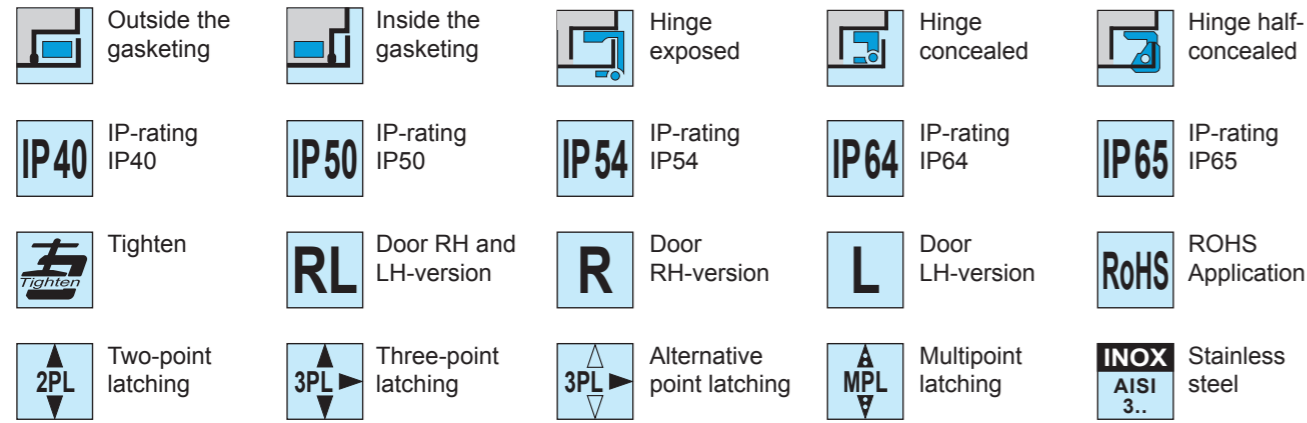 Outside the
gasketing
Inside the
gasketing
Hinge
exposed
Hinge
concealed
Hinge half-
concealed
IP40
IP-rating
IP40
IP50
IP-rating
IP50
IP54
IP-rating
IP54
IP64
IP-rating
IP64
IP65
IP-rating
IP65
Tighten
Tighten
RL
Door RH and
LH-version
R
Door
RH-version
L
Door
LH-version
RoHS
ROHS
Application
2PL
Two-point
latching
3PL
Three-point
latching
3PL
Alternative
point latching
MPL
Multipoint
latching
INOX
AISI
3..
Stainless
steel